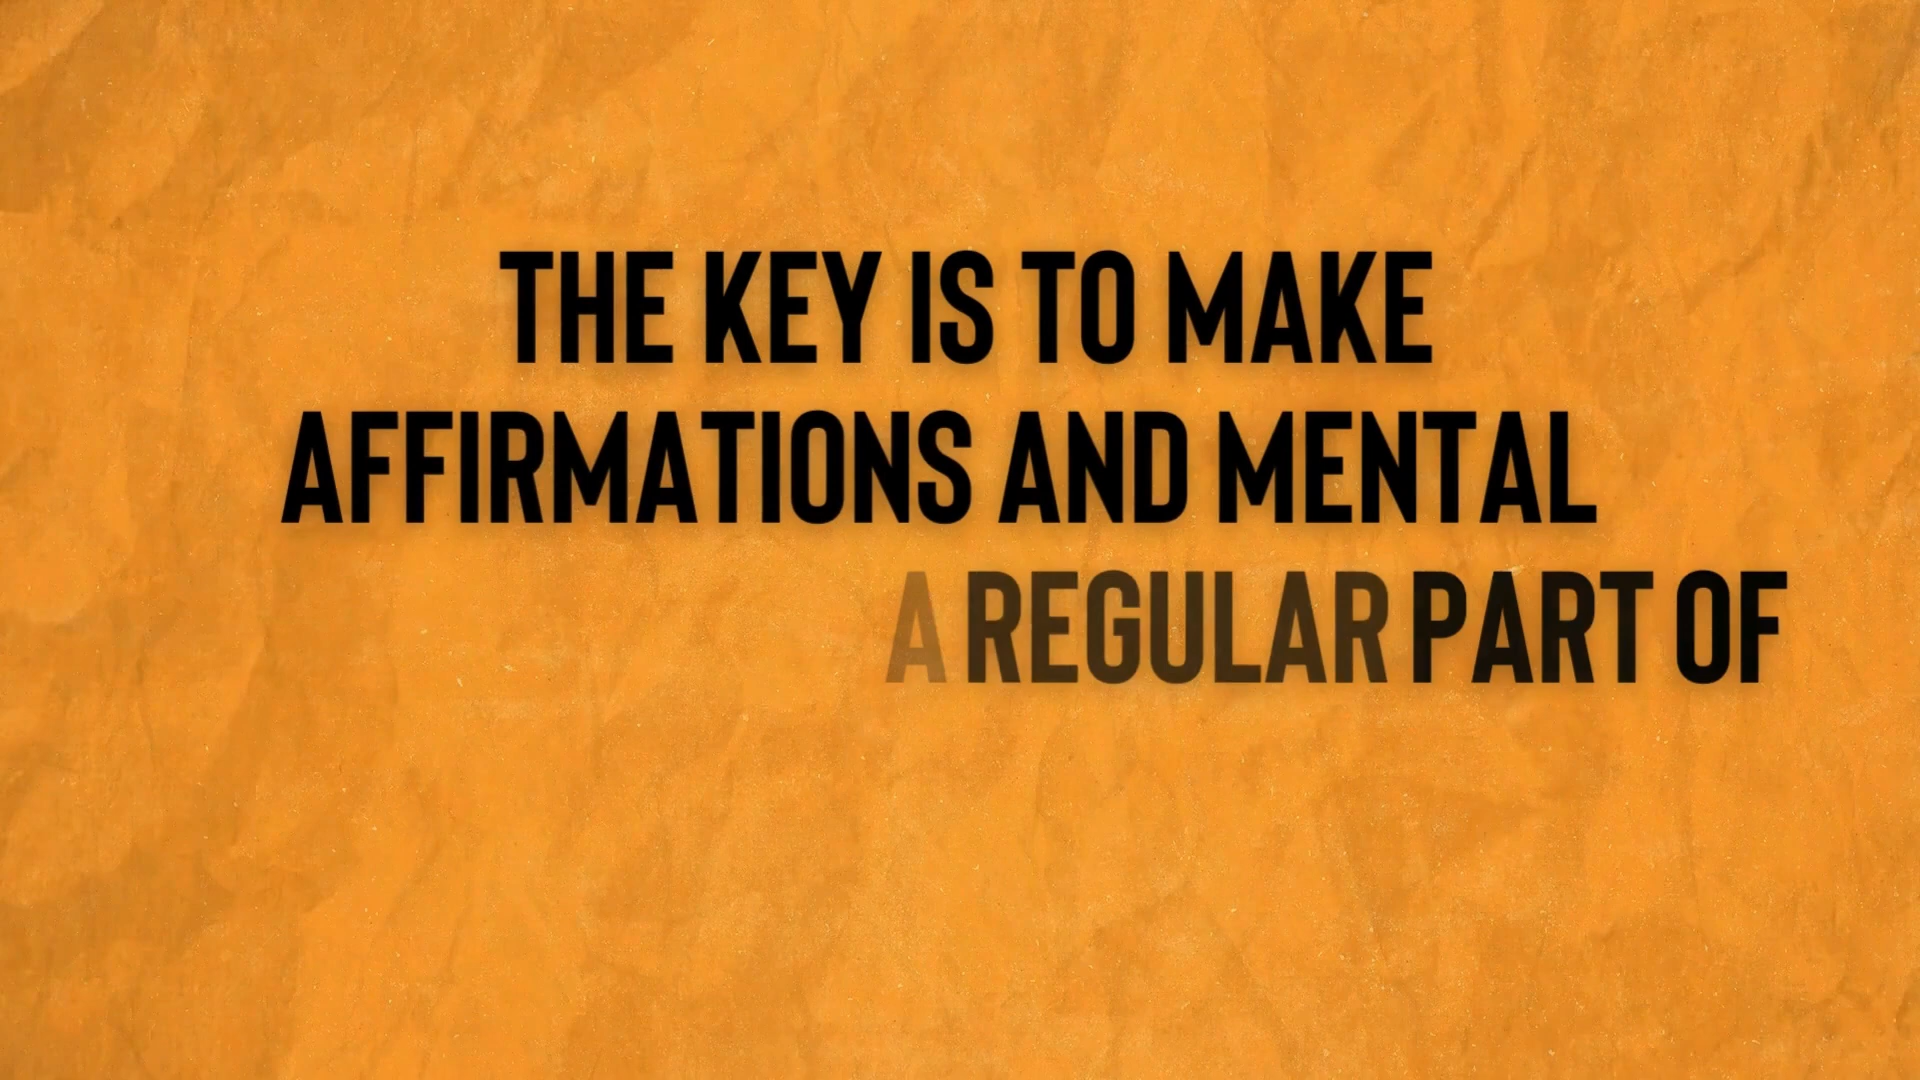 THE KEY IS TO MAKE
AFFIRMATIONS AND MENTAL
A REGULAR PART OF